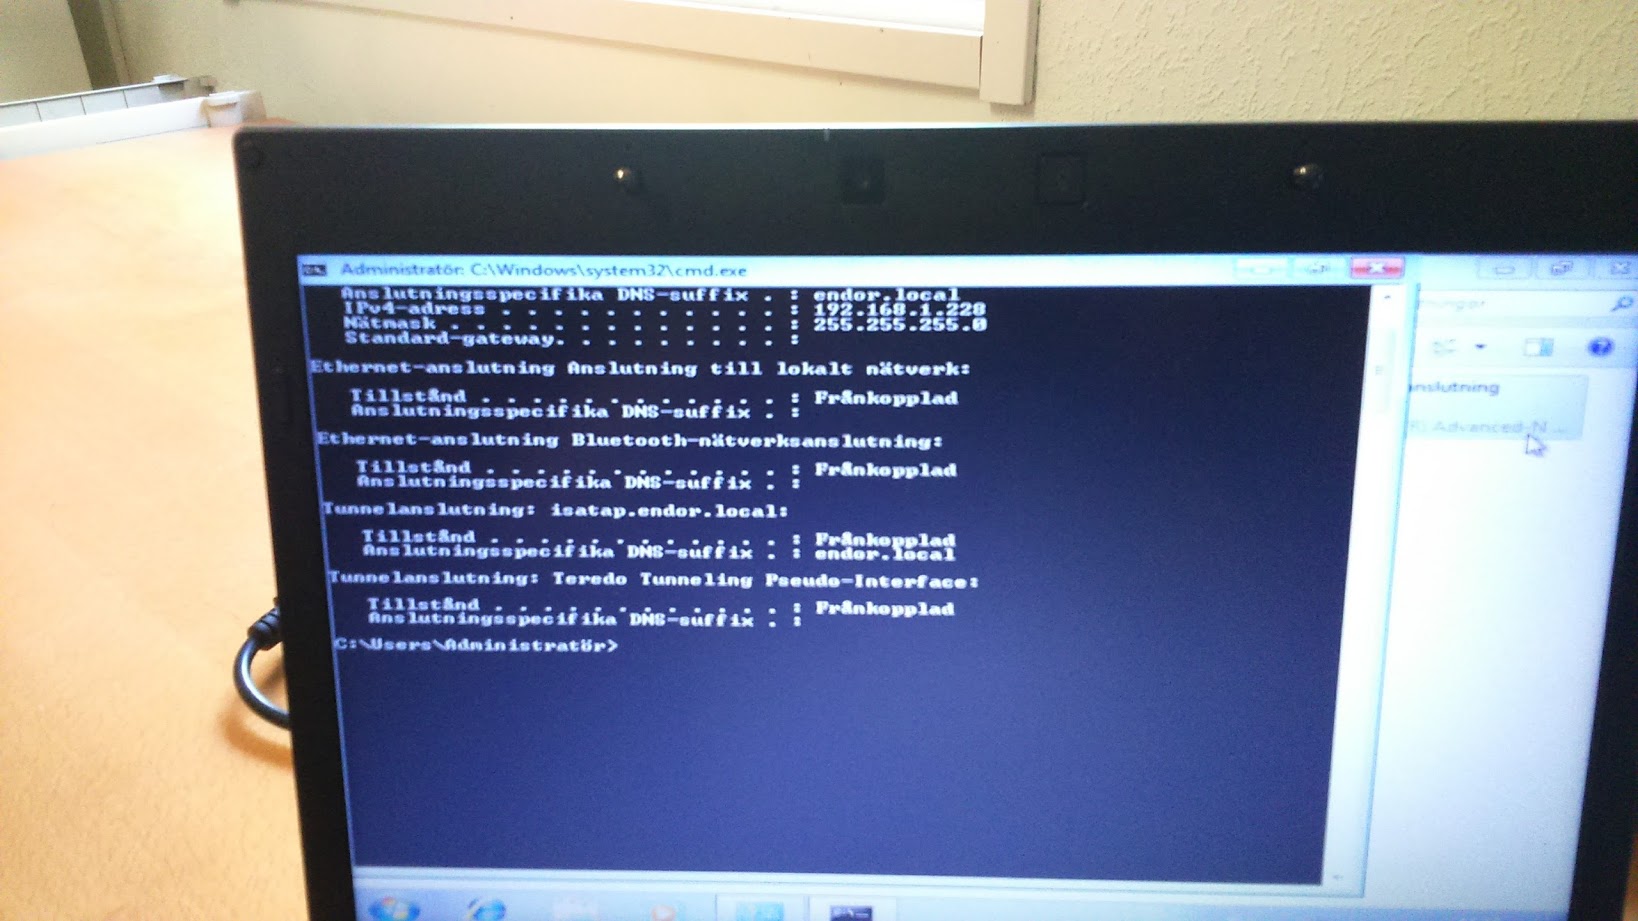 Administratör: C:\Windows\system32\cmd.exe
Anslutningsspecifika DNS-suffix . : endor.local
IPv4-adress . . . . . . . . . . . . : 192.168.1.228
Nätmask . . . . . . . . . . . . . . : 255.255.255.0
Standard-gateway. . . . . . . . . :
Ethernet-anslutning Anslutning till lokalt nätverk:
Tillstånd . . . . . . . . . . . . . : Frånkopplad
Anslutningsspecifika DNS-suffix . :
Ethernet-anslutning Bluetooth-nätverksanslutning:
Tillstånd . . . . . . . . . . . . . : Frånkopplad
Anslutningsspecifika DNS-suffix . :
Tunnelanslutning: isatap.endor.local:
Tillstånd . . . . . . . . . . . . . : Frånkopplad
Anslutningsspecifika DNS-suffix . : endor.local
Tunnelanslutning: Teredo Tunneling Pseudo-Interface:
Tillstånd . . . . . . . . . . . . . : Frånkopplad
Anslutningsspecifika DNS-suffix . :
C:\Users\Administratör>
nslutning
Advanced-N ...